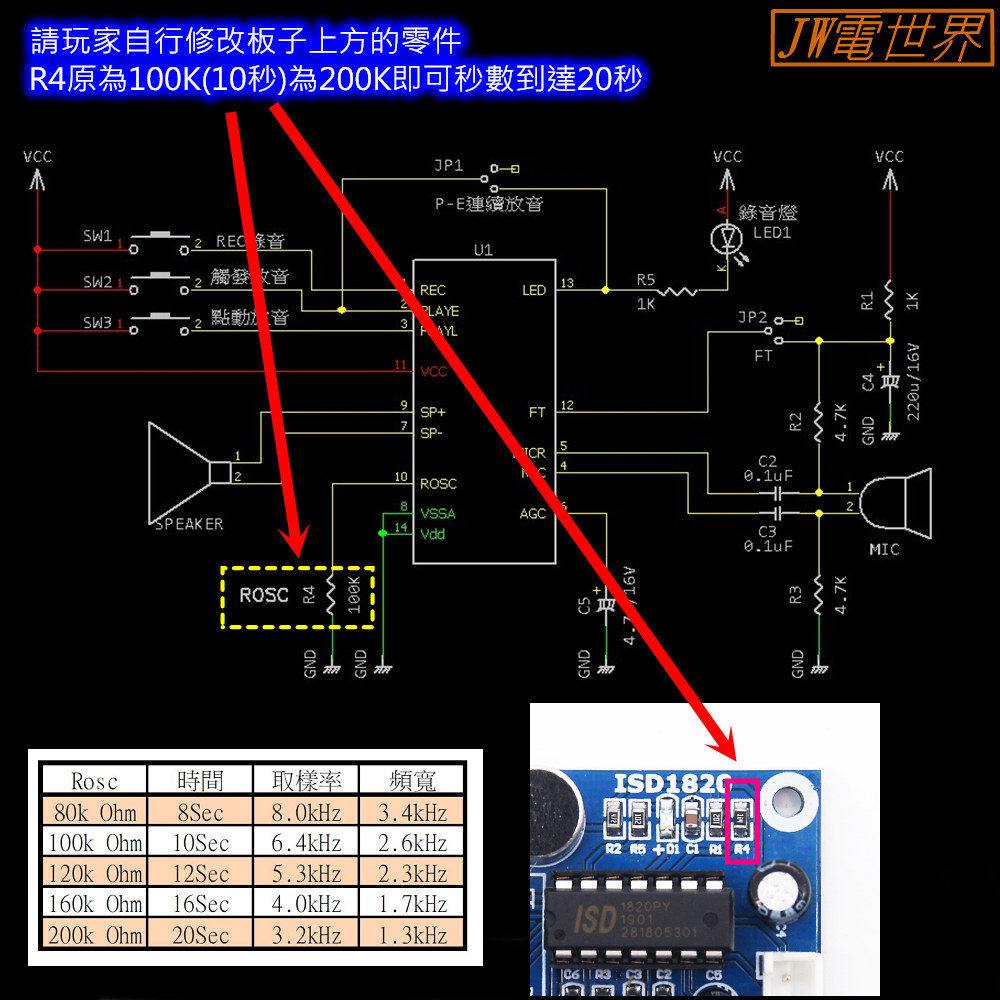 請玩家自行修改板子上方的零件
R4原為100K(10秒)為200K即可秒數到達20秒
JW電世界
VCC
JP1
P-E連續放音
VCC
錄音燈
LED1
A
K
VCC
SW1 1 2 REC錄音
SW2 1 2 觸發放音
SW3 1 2 點動放音
U1
1 REC
2 PLAYE
3 PLAYL
11 VCC
9 SP+
7 SP-
10 ROSC
8 VSSA
14 Vdd
LED 13
FT 12
MICR 5
MIC 4
AGC 6
R5
1K
JP2
FT
R1
1K
C4
+
220u/16V
GND
R2
4.7K
C2
0.1uF
C3
0.1uF
1
2
MIC
R3
4.7K
GND
C5
+
GND
1
2
SPEAKER
ROSC R4 100K
GND
GND
Rosc 時間 取樣率 頻寬
80k Ohm 8Sec 8.0kHz 3.4kHz
100k Ohm 10Sec 6.4kHz 2.6kHz
120k Ohm 12Sec 5.3kHz 2.3kHz
160k Ohm 16Sec 4.0kHz 1.7kHz
200k Ohm 20Sec 3.2kHz 1.3kHz
ISD1820
R2 R5 +D1 C1 R1 R4
ISD
1820PY
1901
281805301
C4
C6 R3 C3 C2 C5